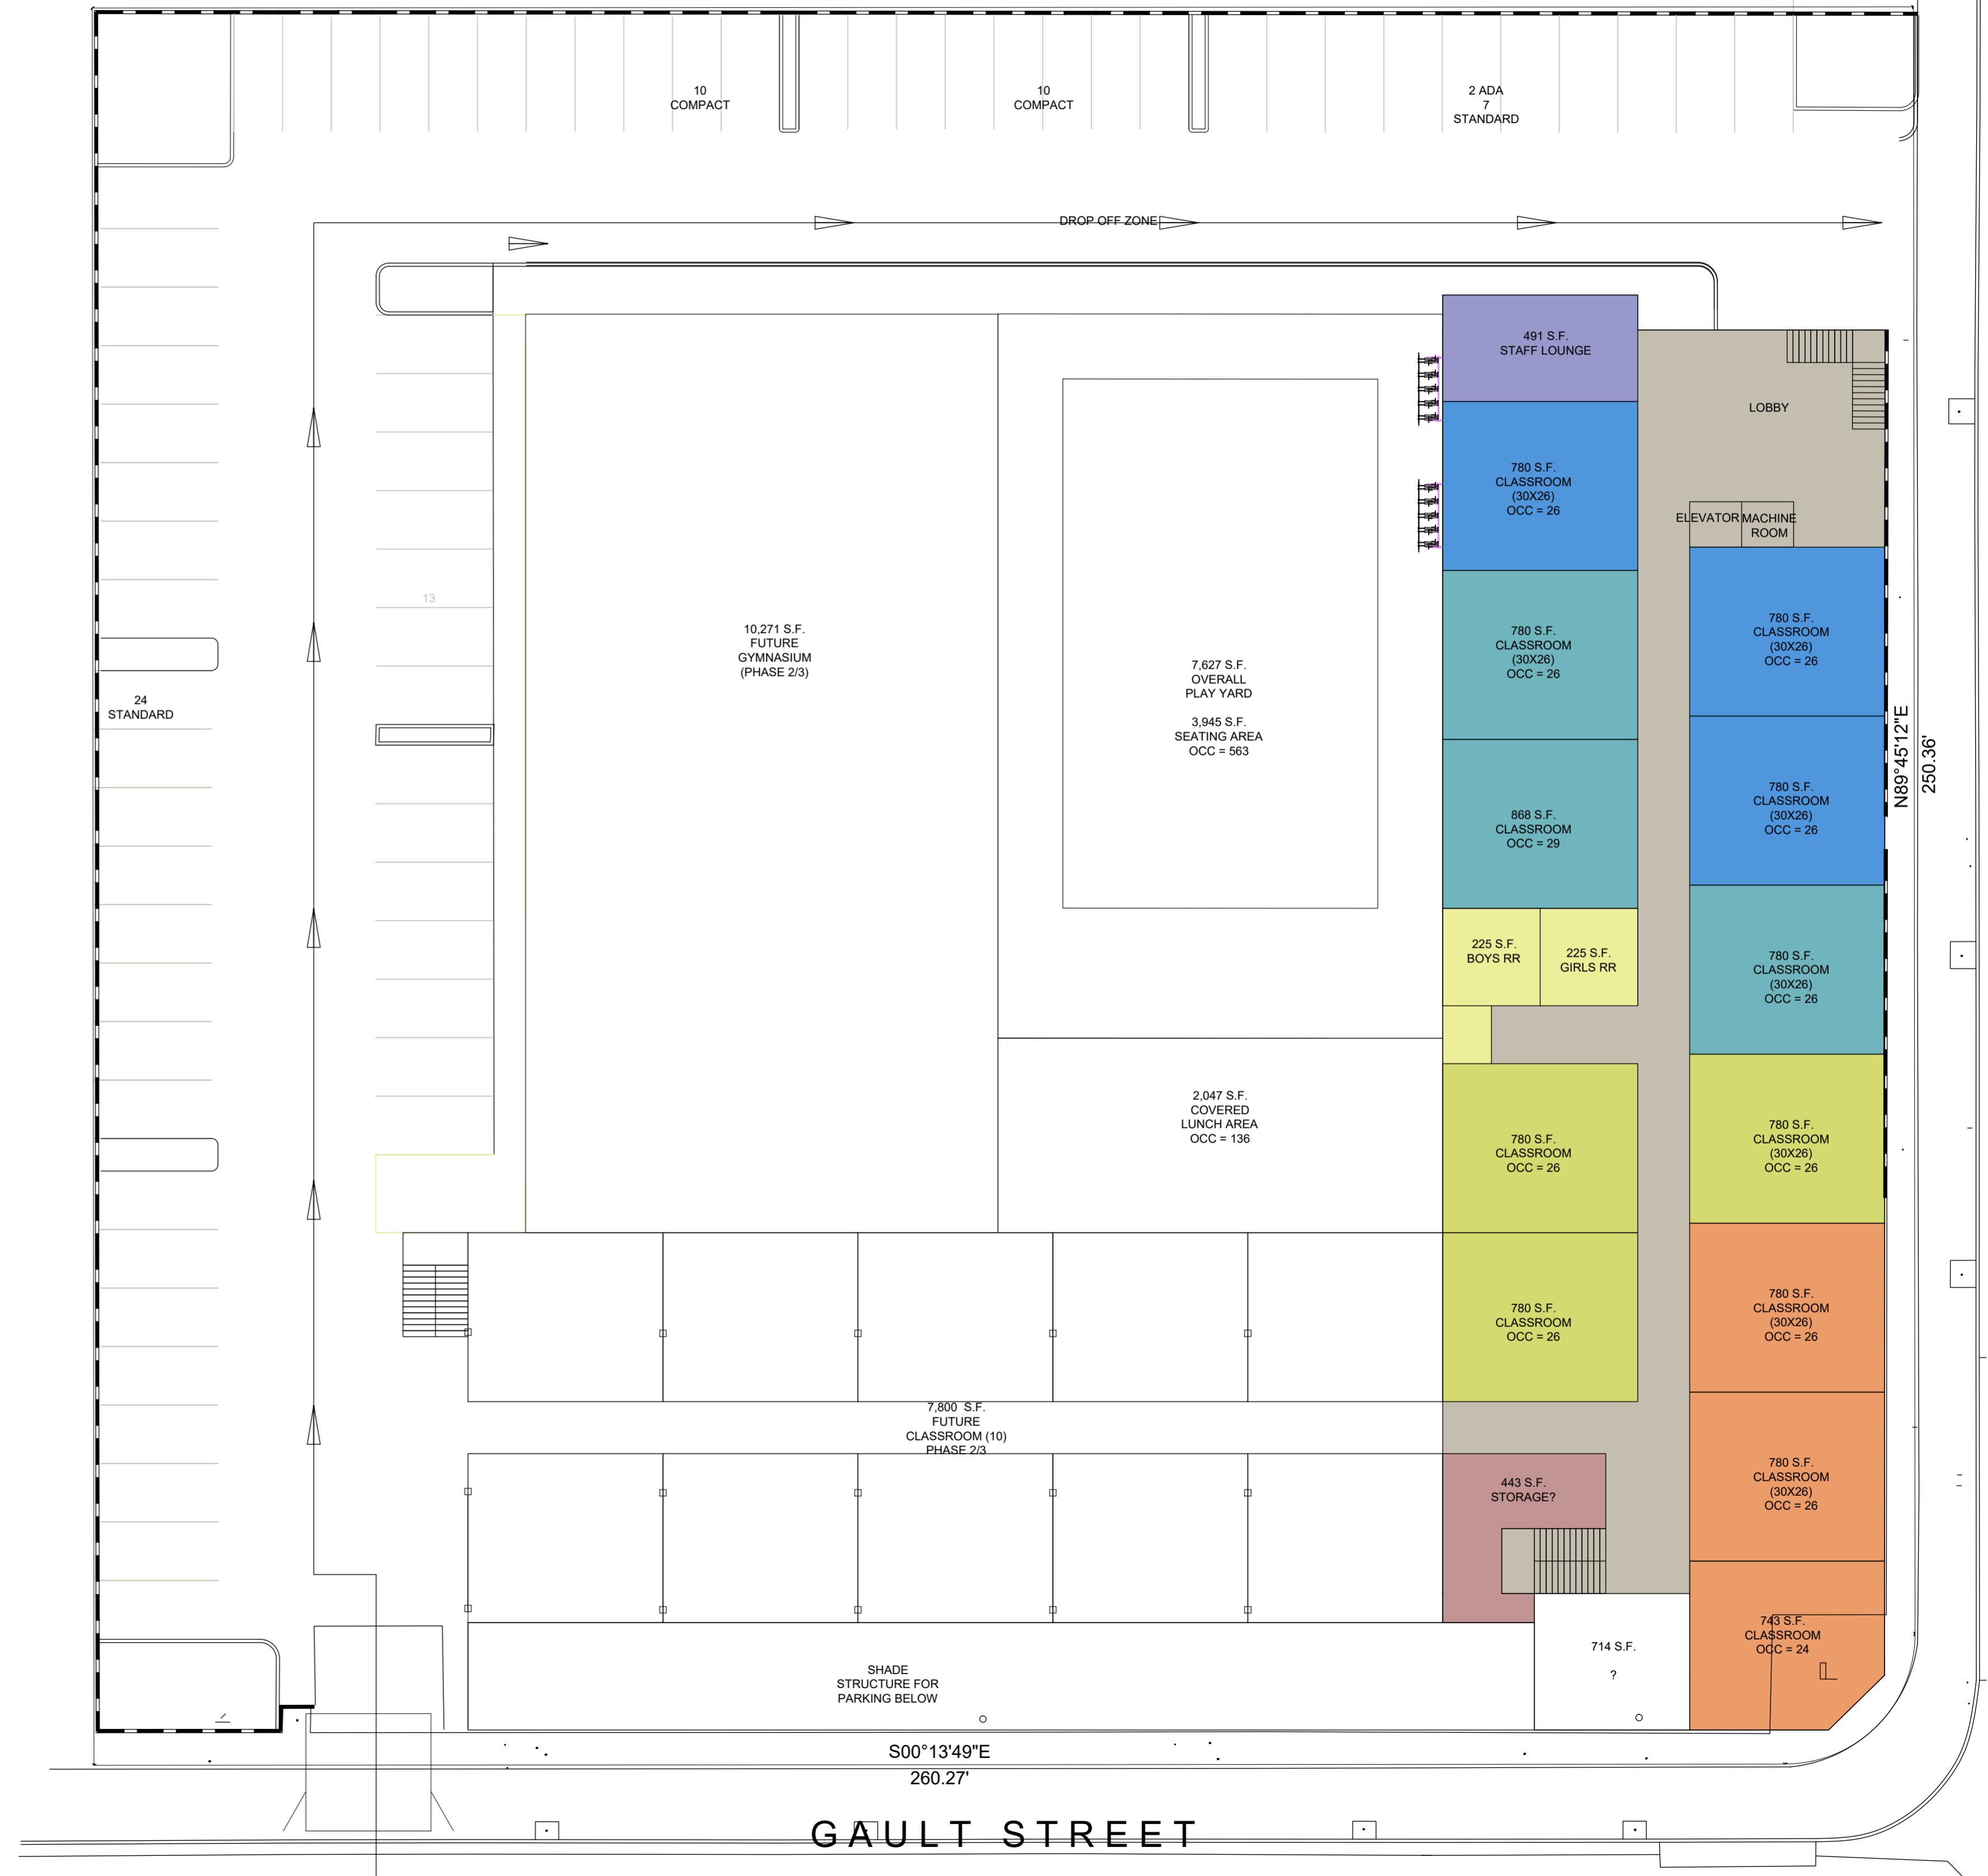 10
COMPACT
10
COMPACT
2 ADA
7
STANDARD
DROP OFF ZONE
491 S.F.
STAFF LOUNGE
LOBBY
780 S.F.
CLASSROOM
(30X26)
OCC = 26
ELEVATOR
MACHINE
ROOM
13
10,271 S.F.
FUTURE
GYMNASIUM
(PHASE 2/3)
780 S.F.
CLASSROOM
(30X26)
OCC = 26
780 S.F.
CLASSROOM
(30X26)
OCC = 26
7,627 S.F.
OVERALL
PLAY YARD
3,945 S.F.
SEATING AREA
OCC = 563
24
STANDARD
N89°45'12"E
250.36'
780 S.F.
CLASSROOM
(30X26)
OCC = 26
868 S.F.
CLASSROOM
OCC = 29
225 S.F.
BOYS RR
225 S.F.
GIRLS RR
780 S.F.
CLASSROOM
(30X26)
OCC = 26
2,047 S.F.
COVERED
LUNCH AREA
OCC = 136
780 S.F.
CLASSROOM
OCC = 26
780 S.F.
CLASSROOM
(30X26)
OCC = 26
780 S.F.
CLASSROOM
OCC = 26
780 S.F.
CLASSROOM
(30X26)
OCC = 26
7,800 S.F.
FUTURE
CLASSROOM (10)
PHASE 2/3
443 S.F.
STORAGE?
780 S.F.
CLASSROOM
(30X26)
OCC = 26
SHADE
STRUCTURE FOR
PARKING BELOW
714 S.F.
?
743 S.F.
CLASSROOM
OCC = 24
S00°13'49"E
260.27'
GAULT STREET